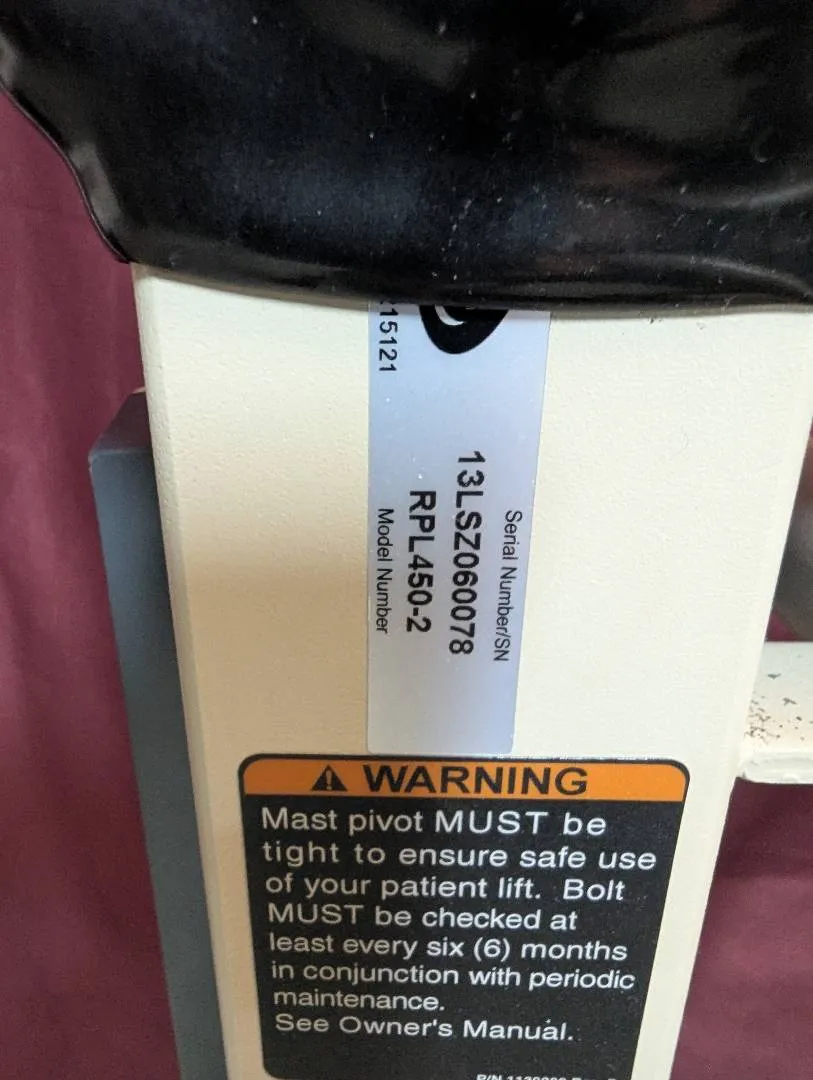 15121
Serial Number/SN
13LSZ060078
RPL450-2
Model Number
WARNING
Mast pivot MUST be
tight to ensure safe use
of your patient lift. Bolt
MUST be checked at
least every six (6) months
in conjunction with periodic
maintenance.
See Owner's Manual.
P/N